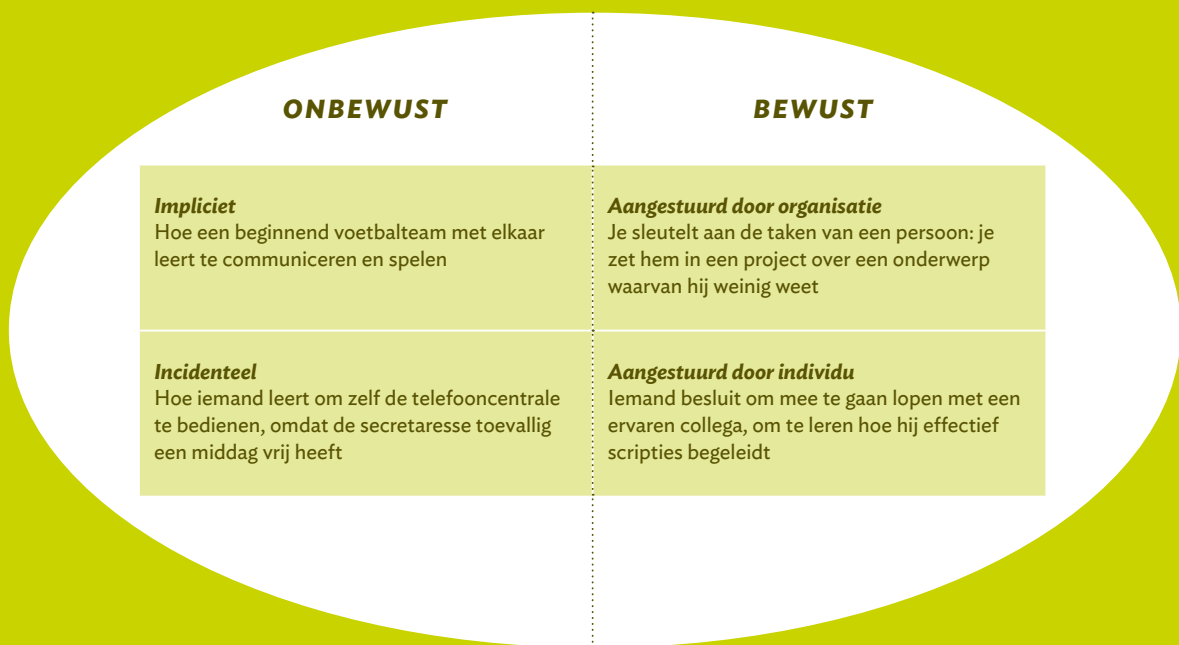 ONBEWUST
BEWUST
Impliciet
Hoe een beginnend voetbalteam met elkaar
leert te communiceren en spelen
Aangestuurd door organisatie
Je sleutelt aan de taken van een persoon: je
zet hem in een project over een onderwerp
waarvan hij weinig weet
Incidenteel
Hoe iemand leert om zelf de telefooncentrale
te bedienen, omdat de secretaresse toevallig
een middag vrij heeft
Aangestuurd door individu
Iemand besluit om mee te gaan lopen met een
ervaren collega, om te leren hoe hij effectief
scripties begeleidt